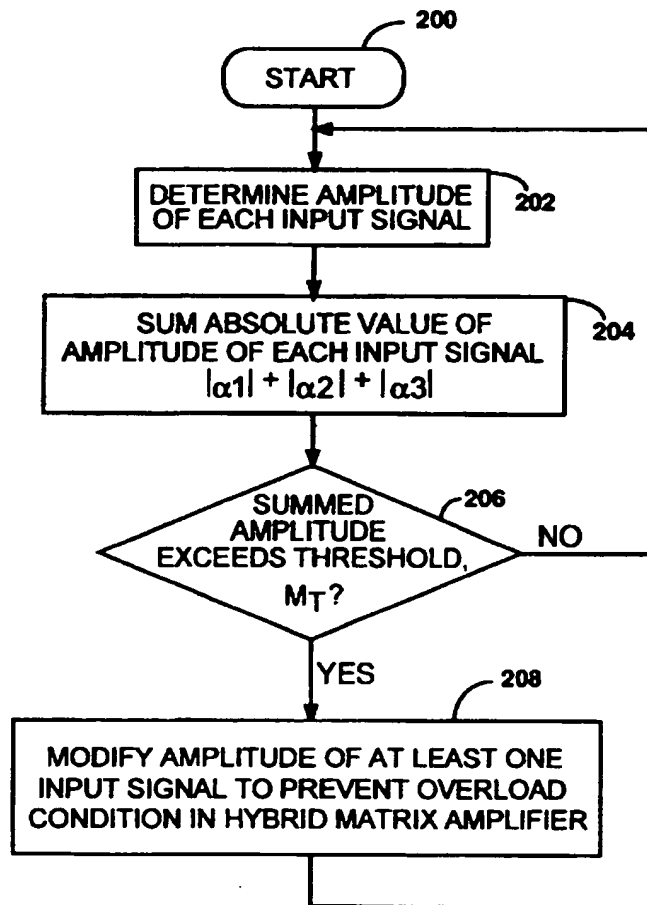 200
START
DETERMINE AMPLITUDE
OF EACH INPUT SIGNAL
202
SUM ABSOLUTE VALUE OF
AMPLITUDE OF EACH INPUT SIGNAL
|α1| + |α2| + |α3|
204
SUMMED
AMPLITUDE
EXCEEDS THRESHOLD,
MT?
206
NO
YES
208
MODIFY AMPLITUDE OF AT LEAST ONE
INPUT SIGNAL TO PREVENT OVERLOAD
CONDITION IN HYBRID MATRIX AMPLIFIER